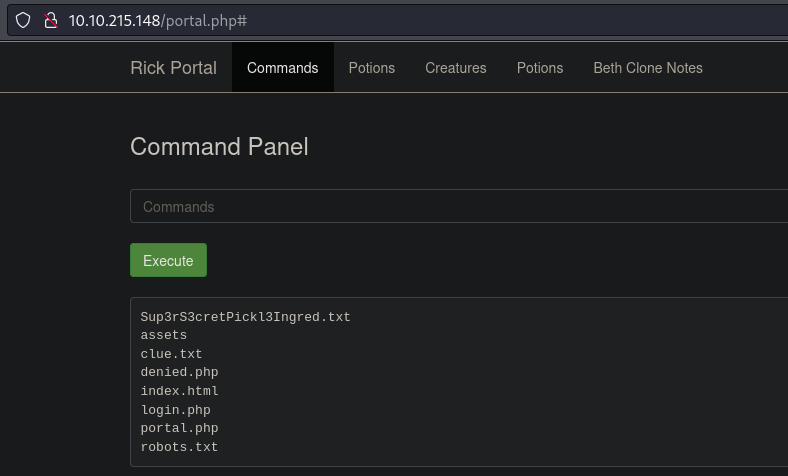 10.10.215.148/portal.php#
Rick Portal Commands Potions Creatures Potions Beth Clone Notes
Command Panel
Commands
Execute
Sup3rS3cretPickl3Ingred.txt
assets
clue.txt
denied.php
index.html
login.php
portal.php
robots.txt